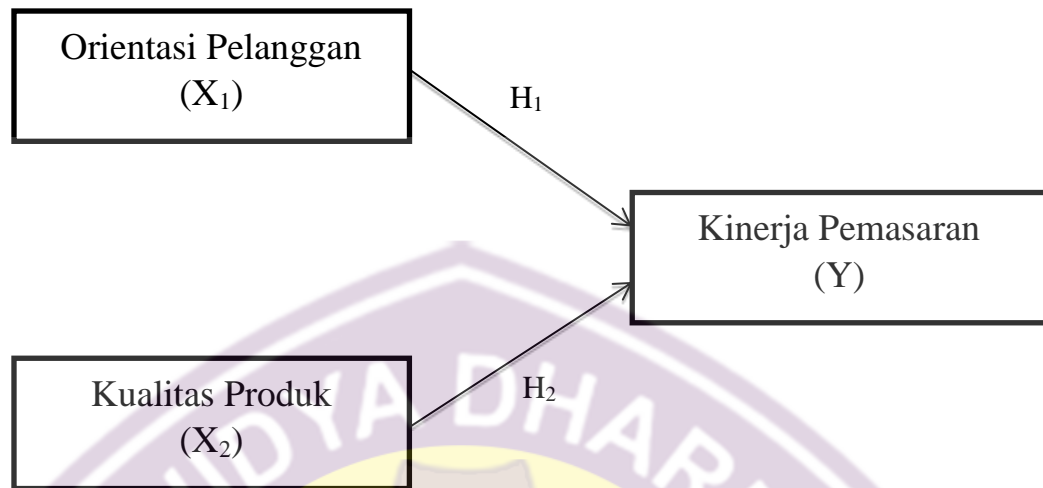 Orientasi Pelanggan
(X₁)
H₁
Kinerja Pemasaran
(Y)
Kualitas Produk
(X₂)
H₂